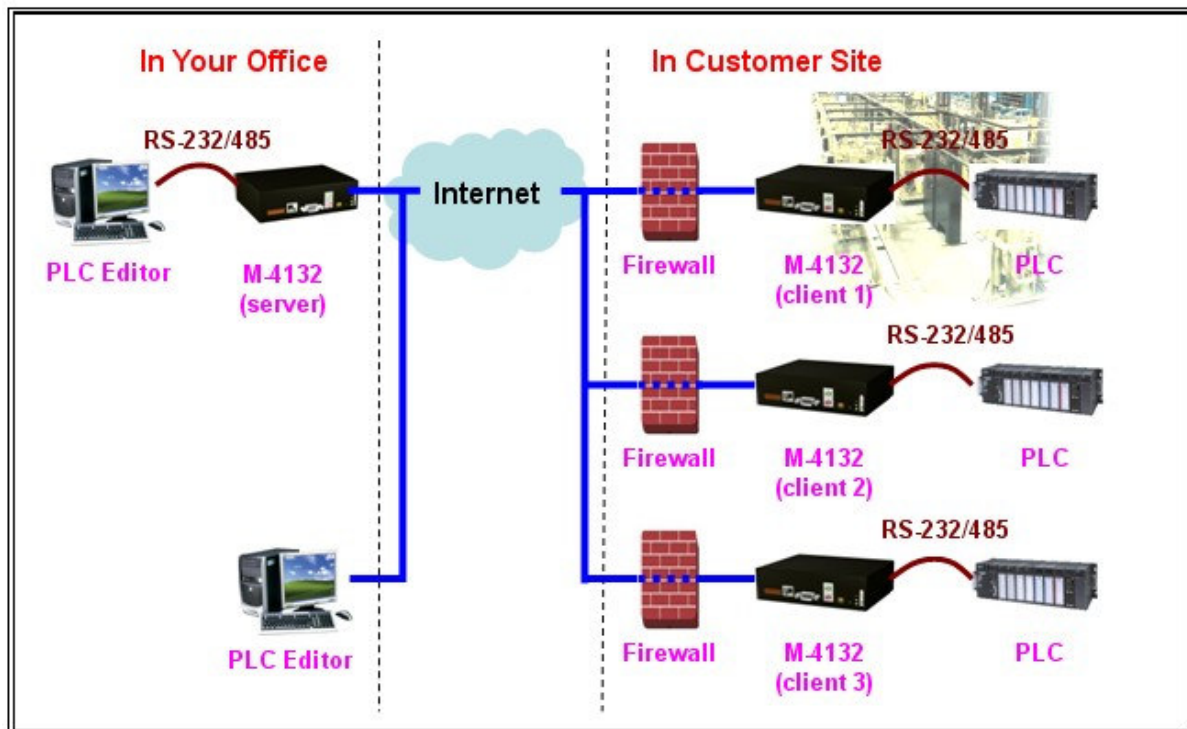 In Your Office
In Customer Site
RS-232/485
PLC Editor
M-4132
(server)
Internet
Firewall
M-4132
(client 1)
RS-232/485
PLC
Firewall
M-4132
(client 2)
RS-232/485
PLC
PLC Editor
Firewall
M-4132
(client 3)
RS-232/485
PLC